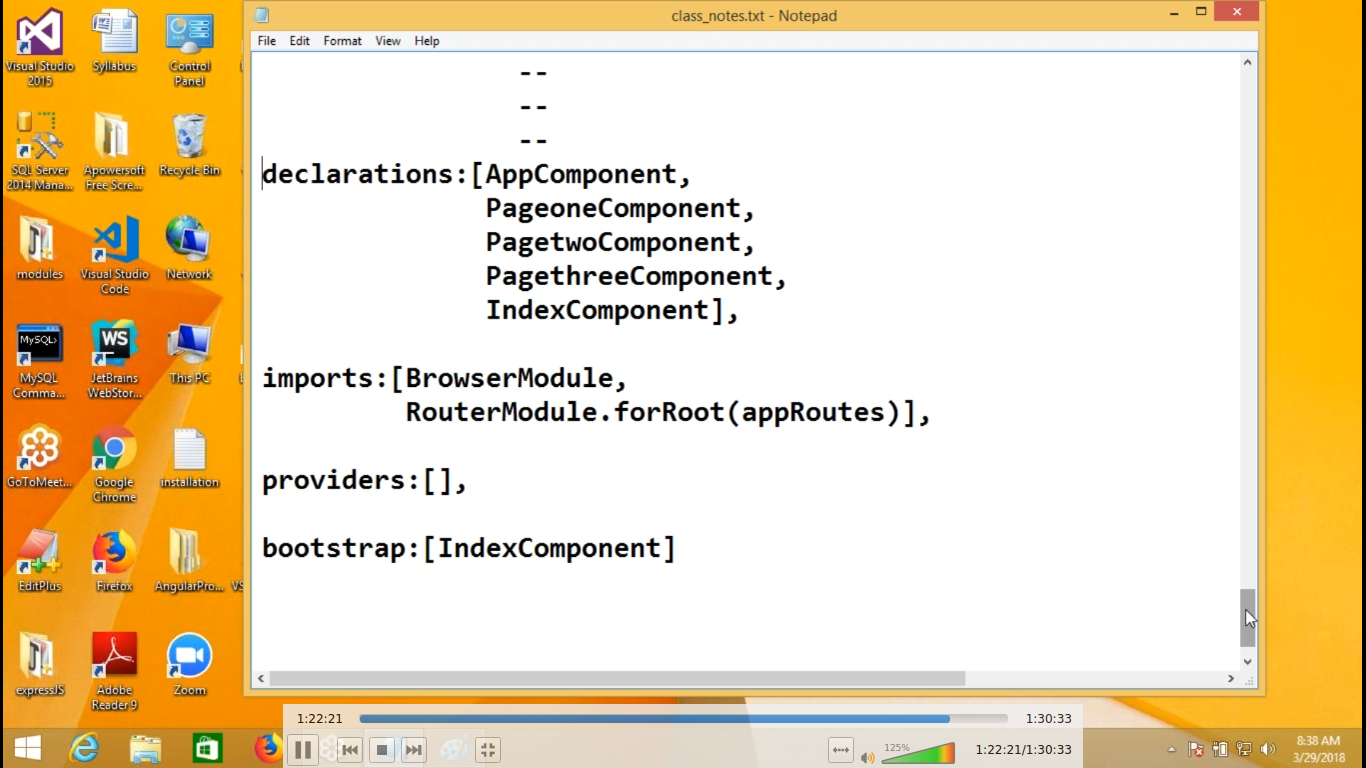 class_notes.txt - Notepad
File Edit Format View Help
--
--
--
declarations:[AppComponent,
PageoneComponent,
PagetwoComponent,
PagethreeComponent,
IndexComponent],
imports:[BrowserModule,
RouterModule.forRoot(appRoutes)],
providers:[],
bootstrap:[IndexComponent]
Visual Studio
2015
Syllabus
Control
Panel
SQL Server
2014 Mana...
Apowersoft
Free Scre...
Recycle Bin
modules
Visual Studio
Code
Network
MySQL>
MySQL
Comma...
WS
JetBrains
WebStor...
This PC
GoToMeet...
Google
Chrome
installation
EditPlus
Firefox
AngularPro...
VS
expressJS
Adobe
Reader 9
Zoom
1:22:21
1:30:33
125%
1:22:21/1:30:33
8:38 AM
3/29/2018